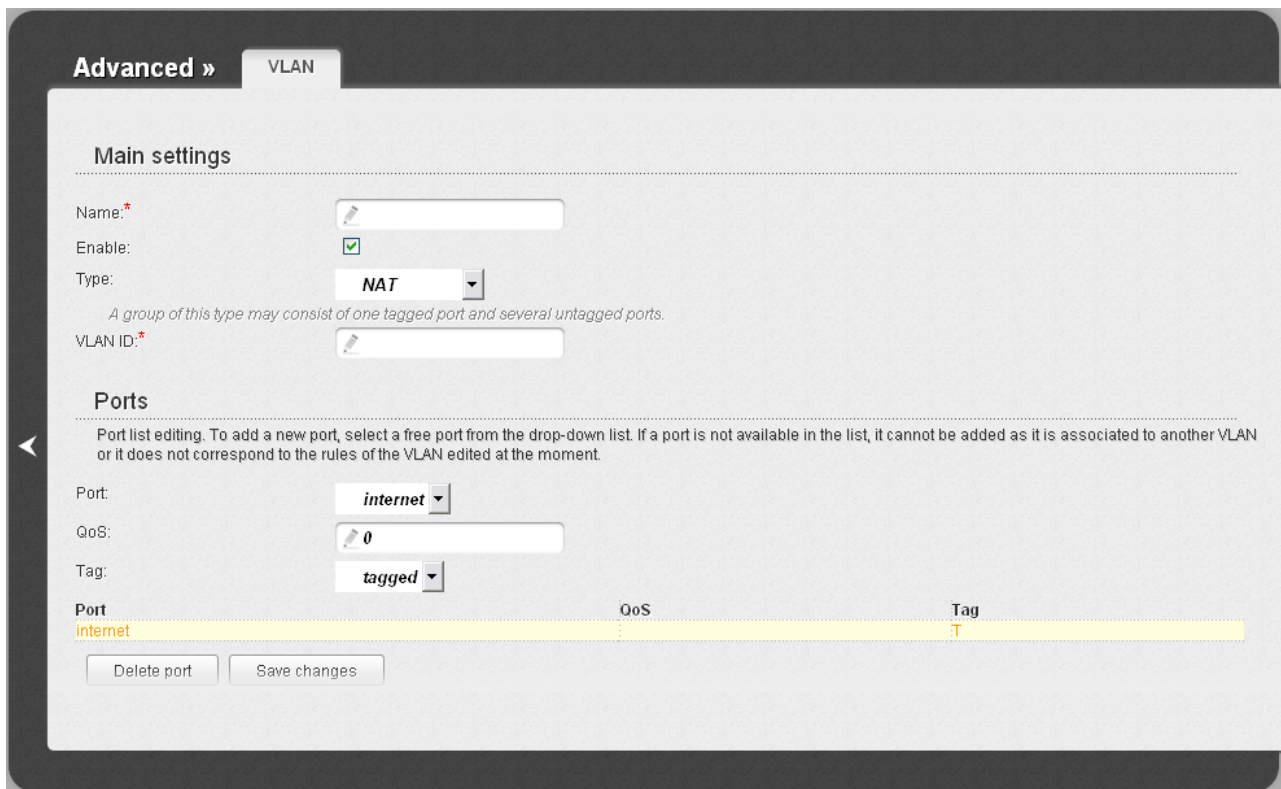 Advanced » VLAN
Main settings
Name:*
Enable:
Type: NAT
A group of this type may consist of one tagged port and several untagged ports.
VLAN ID:*
Ports
Port list editing. To add a new port, select a free port from the drop-down list. If a port is not available in the list, it cannot be added as it is associated to another VLAN
or it does not correspond to the rules of the VLAN edited at the moment.
Port: internet
QoS: 0
Tag: tagged
Port QoS Tag
internet T
Delete port Save changes